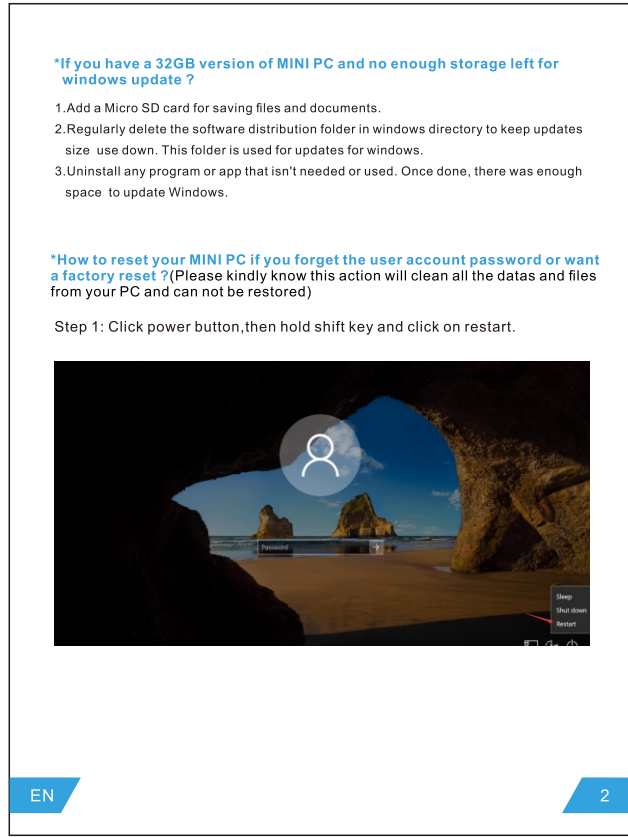 *If you have a 32GB version of MINI PC and no enough storage left for
windows update ?
1.Add a Micro SD card for saving files and documents.
2.Regularly delete the software distribution folder in windows directory to keep updates
size use down. This folder is used for updates for windows.
3.Uninstall any program or app that isn't needed or used. Once done, there was enough
space to update Windows.
*How to reset your MINI PC if you forget the user account password or want
a factory reset ?(Please kindly know this action will clean all the datas and files
from your PC and can not be restored)
Step 1: Click power button,then hold shift key and click on restart.
Password
Sleep
Shut down
Restart
EN
2